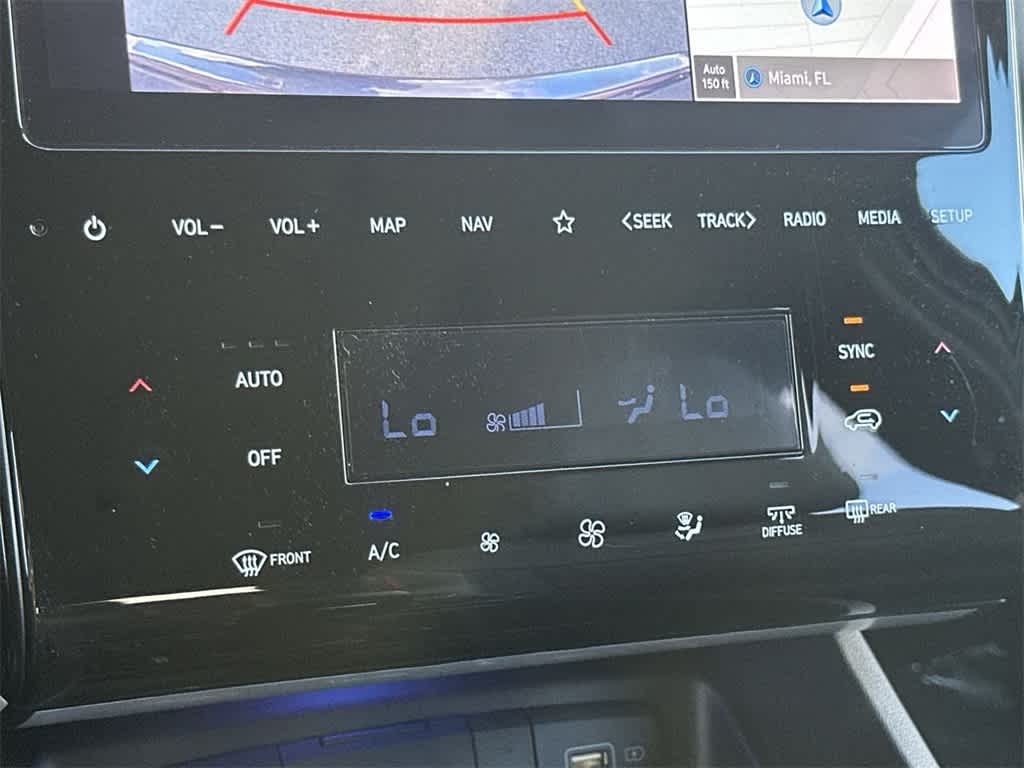 Auto
150 ft
Miami, FL
VOL− VOL+ MAP NAV <SEEK TRACK> RADIO MEDIA SETUP
AUTO
SYNC
Lo Lo
OFF
FRONT A/C DIFFUSE REAR